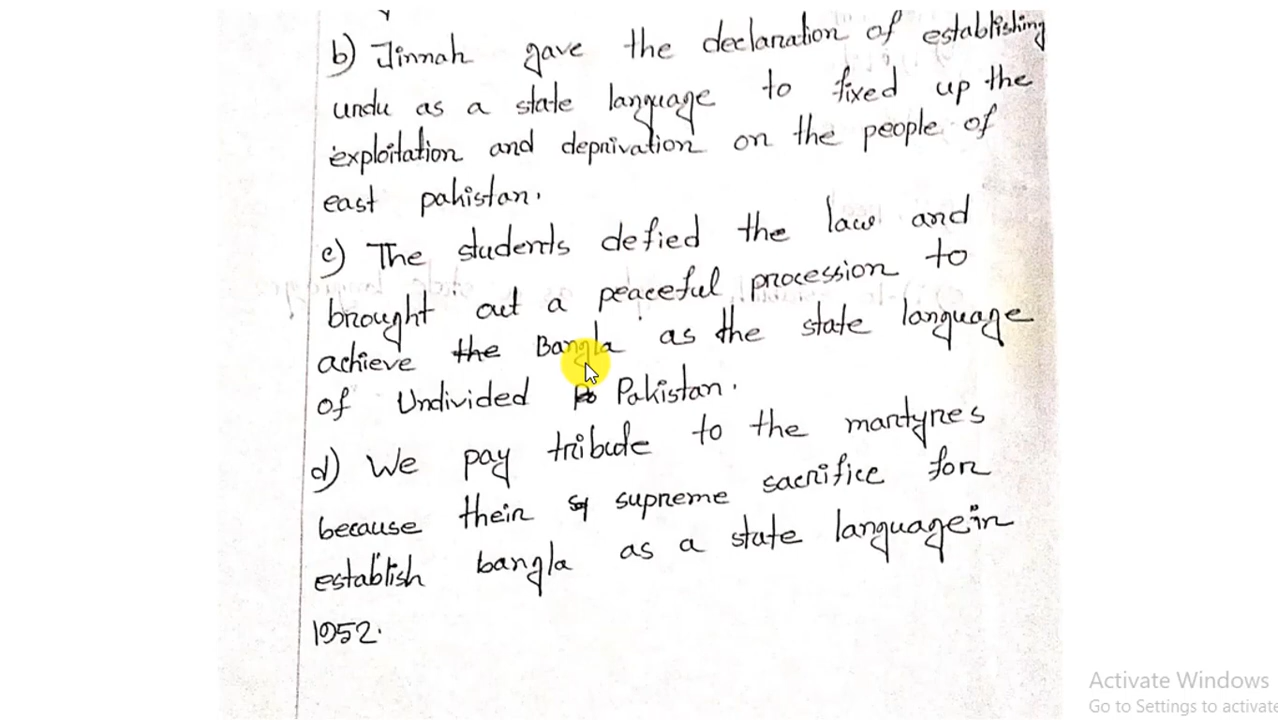 b) Jinnah gave the declaration of establishing
urdu as a state language to fixed up the
exploitation and deprivation on the people of
east pakistan.
c) The students defied the law and
brought out a peaceful procession to
achieve the Bangla as the state language
of Undivided Pakistan.
d) We pay tribute to the martyres
because their supreme sacrifice for
establish bangla as a state language in
1952.
Activate Windows
Go to Settings to activate